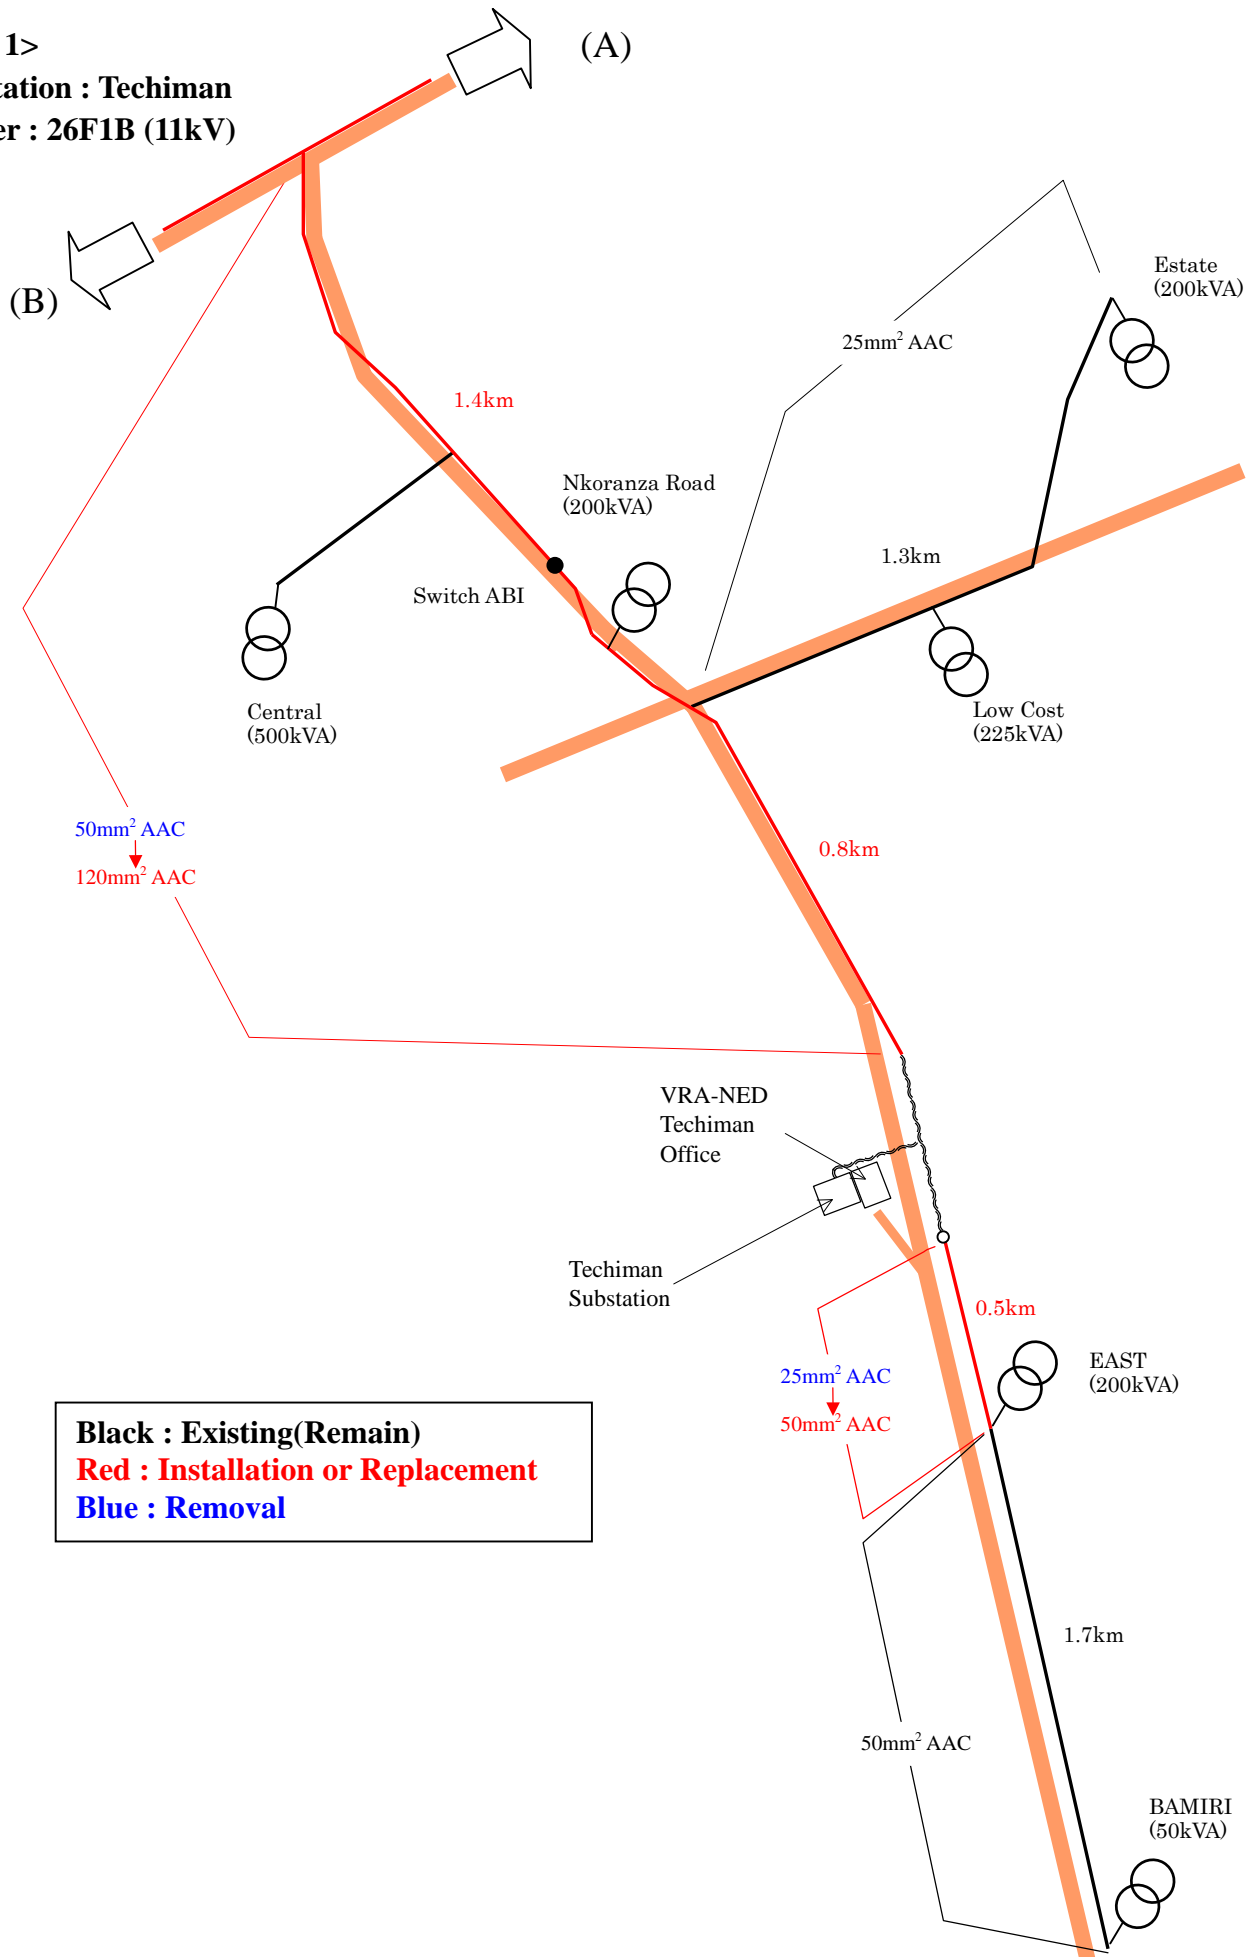 1>
tation : Techiman
er : 26F1B (11kV)
(A)
(B)
Estate
(200kVA)
25mm² AAC
1.4km
Nkoranza Road
(200kVA)
1.3km
Switch ABI
Central
(500kVA)
Low Cost
(225kVA)
50mm² AAC
120mm² AAC
0.8km
VRA-NED
Techiman
Office
Techiman
Substation
0.5km
EAST
(200kVA)
25mm² AAC
50mm² AAC
Black : Existing(Remain)
Red : Installation or Replacement
Blue : Removal
1.7km
50mm² AAC
BAMIRI
(50kVA)